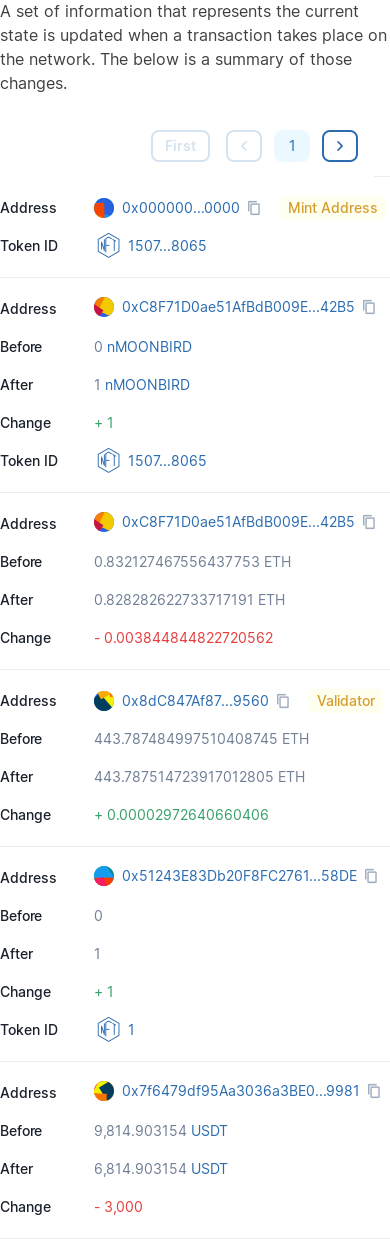 A set of information that represents the current
state is updated when a transaction takes place on
the network. The below is a summary of those
changes.
First
1
Address 0x000000...0000 Mint Address
Token ID 1507...8065
Address 0xC8F71D0ae51AfBdB009E...42B5
Before 0 nMOONBIRD
After 1 nMOONBIRD
Change + 1
Token ID 1507...8065
Address 0xC8F71D0ae51AfBdB009E...42B5
Before 0.832127467556437753 ETH
After 0.828282622733717191 ETH
Change - 0.003844844822720562
Address 0x8dC847Af87...9560 Validator
Before 443.787484997510408745 ETH
After 443.787514723917012805 ETH
Change + 0.00002972640660406
Address 0x51243E83Db20F8FC2761...58DE
Before 0
After 1
Change + 1
Token ID 1
Address 0x7f6479df95Aa3036a3BE0...9981
Before 9,814.903154 USDT
After 6,814.903154 USDT
Change - 3,000